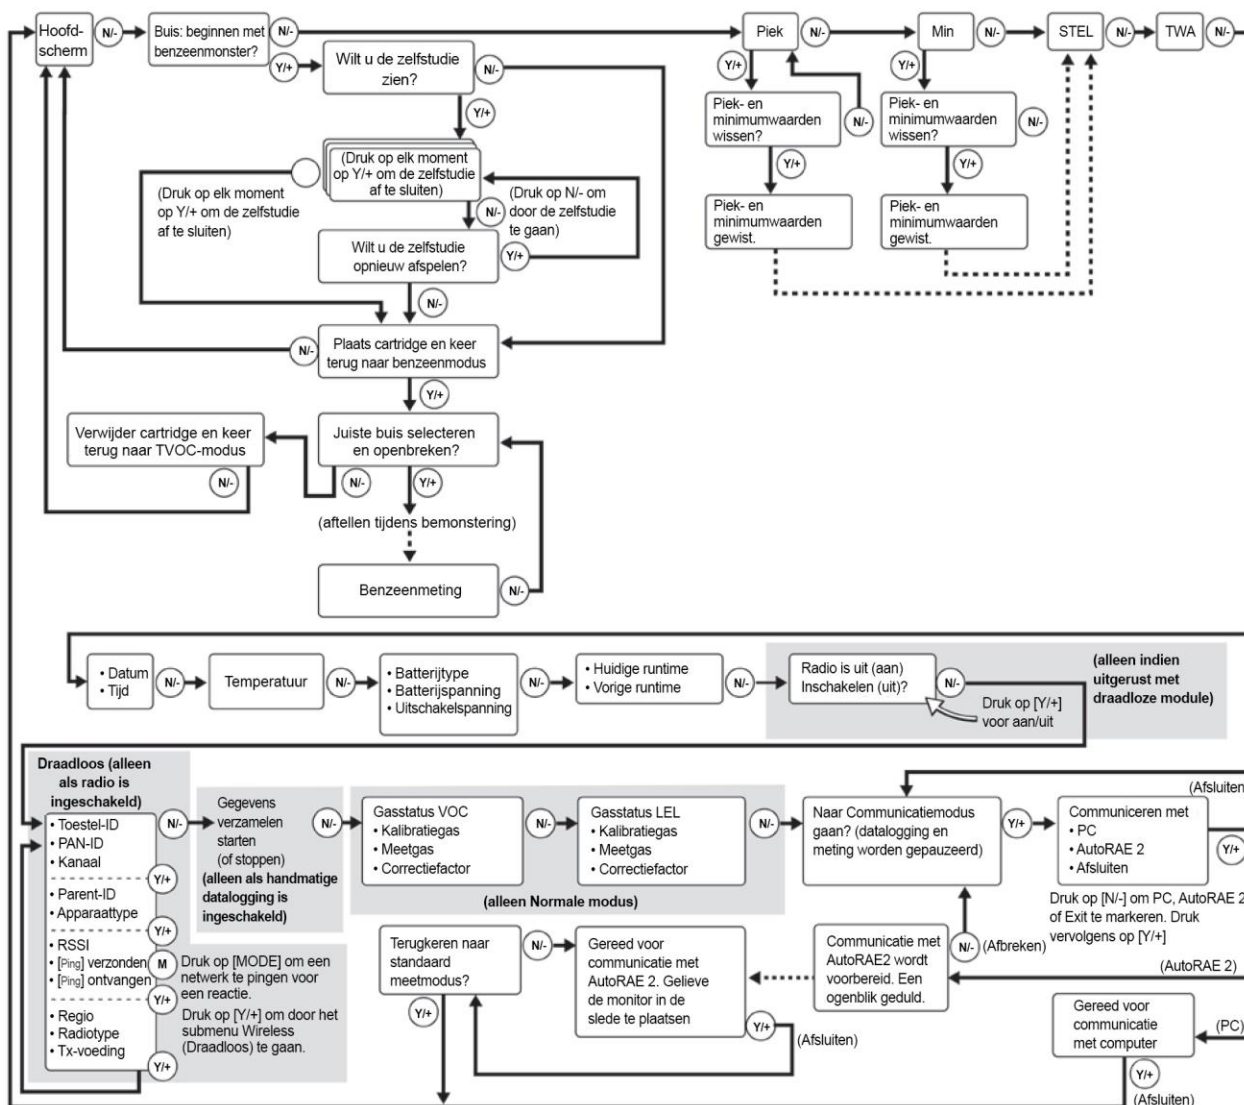 Hoofd-
scherm
N/-
Buis: beginnen met
benzeenmonster?
N/-
Y/+
Wilt u de zelfstudie
zien?
N/-
Y/+
(Druk op elk moment
op Y/+ om de zelfstudie
af te sluiten)
(Druk op elk moment
op Y/+ om de zelfstudie
af te sluiten)
N/-
(Druk op N/- om
door de zelfstudie
te gaan)
Wilt u de zelfstudie
opnieuw afspelen?
Y/+
N/-
Plaats cartridge en keer
terug naar benzeenmodus
N/-
Y/+
Verwijder cartridge en keer
terug naar TVOC-modus
N/-
Juiste buis selecteren
en openbreken?
N/-
Y/+
(aftellen tijdens bemonstering)
Benzeenmeting
N/-
Piek
N/-
Y/+
Piek- en
minimumwaarden
wissen?
N/-
Y/+
Piek- en
minimumwaarden
gewist.
Min
N/-
Y/+
Piek- en
minimumwaarden
wissen?
N/-
Y/+
Piek- en
minimumwaarden
gewist.
STEL
N/-
TWA
N/-
• Datum
• Tijd
N/-
Temperatuur
N/-
• Batterijtype
• Batterijspanning
• Uitschakelspanning
N/-
• Huidige runtime
• Vorige runtime
N/-
Radio is uit (aan)
Inschakelen (uit)?
N/-
Druk op [Y/+]
voor aan/uit
(alleen indien
uitgerust met
draadloze module)
Draadloos (alleen
als radio is
ingeschakeld)
• Toestel-ID
• PAN-ID
• Kanaal
N/-
Y/+
• Parent-ID
• Apparaattype
Y/+
• RSSI
• [Ping] verzonden
• [Ping] ontvangen
M
Y/+
• Regio
• Radiotype
• Tx-voeding
Y/+
Druk op [MODE] om een
netwerk te pingen voor
een reactie.
Druk op [Y/+] om door het
submenu Wireless
(Draadloos) te gaan.
Gegevens
verzamelen
starten
(of stoppen)
(alleen als handmatige
datalogging is
ingeschakeld)
N/-
Gasstatus VOC
• Kalibratiegas
• Meetgas
• Correctiefactor
N/-
Gasstatus LEL
• Kalibratiegas
• Meetgas
• Correctiefactor
N/-
(alleen Normale modus)
Naar Communicatiemodus
gaan? (datalogging en
meting worden gepauzeerd)
Y/+
(Afsluiten)
Communiceren met
• PC
• AutoRAE 2
• Afsluiten
Y/+
Druk op [N/-] om PC, AutoRAE 2
of Exit te markeren. Druk
vervolgens op [Y/+]
Terugkeren naar
standaard
meetmodus?
N/-
Y/+
Gereed voor
communicatie met
AutoRAE 2. Gelieve
de monitor in de
slede te plaatsen
Y/+
(Afsluiten)
Communicatie met
AutoRAE2 wordt
voorbereid. Een
ogenblik geduld.
N/-
(Afbreken)
(AutoRAE 2)
Gereed voor
communicatie
met computer
(PC)
Y/+
(Afsluiten)